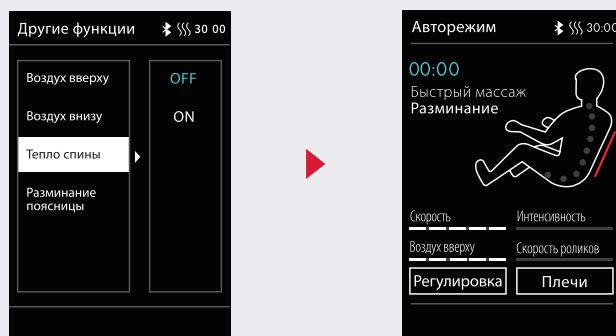 Другие функции 30 00
Воздух вверху OFF
Воздух внизу ON
Тепло спины
Разминание
поясницы
Авторежим 30:00
00:00
Быстрый массаж
Разминание
Скорость Интенсивность
Воздух вверху Скорость роликов
Регулировка Плечи